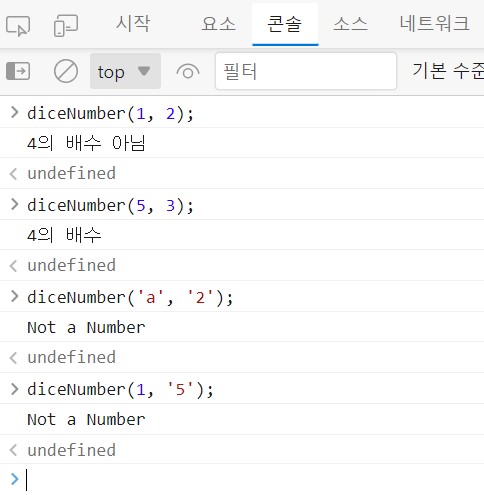 시작 요소 콘솔 소스 네트워크
top 필터 기본 수준
> diceNumber(1, 2);
4의 배수 아님
< undefined
> diceNumber(5, 3);
4의 배수
< undefined
> diceNumber('a', '2');
Not a Number
< undefined
> diceNumber(1, '5');
Not a Number
< undefined
>